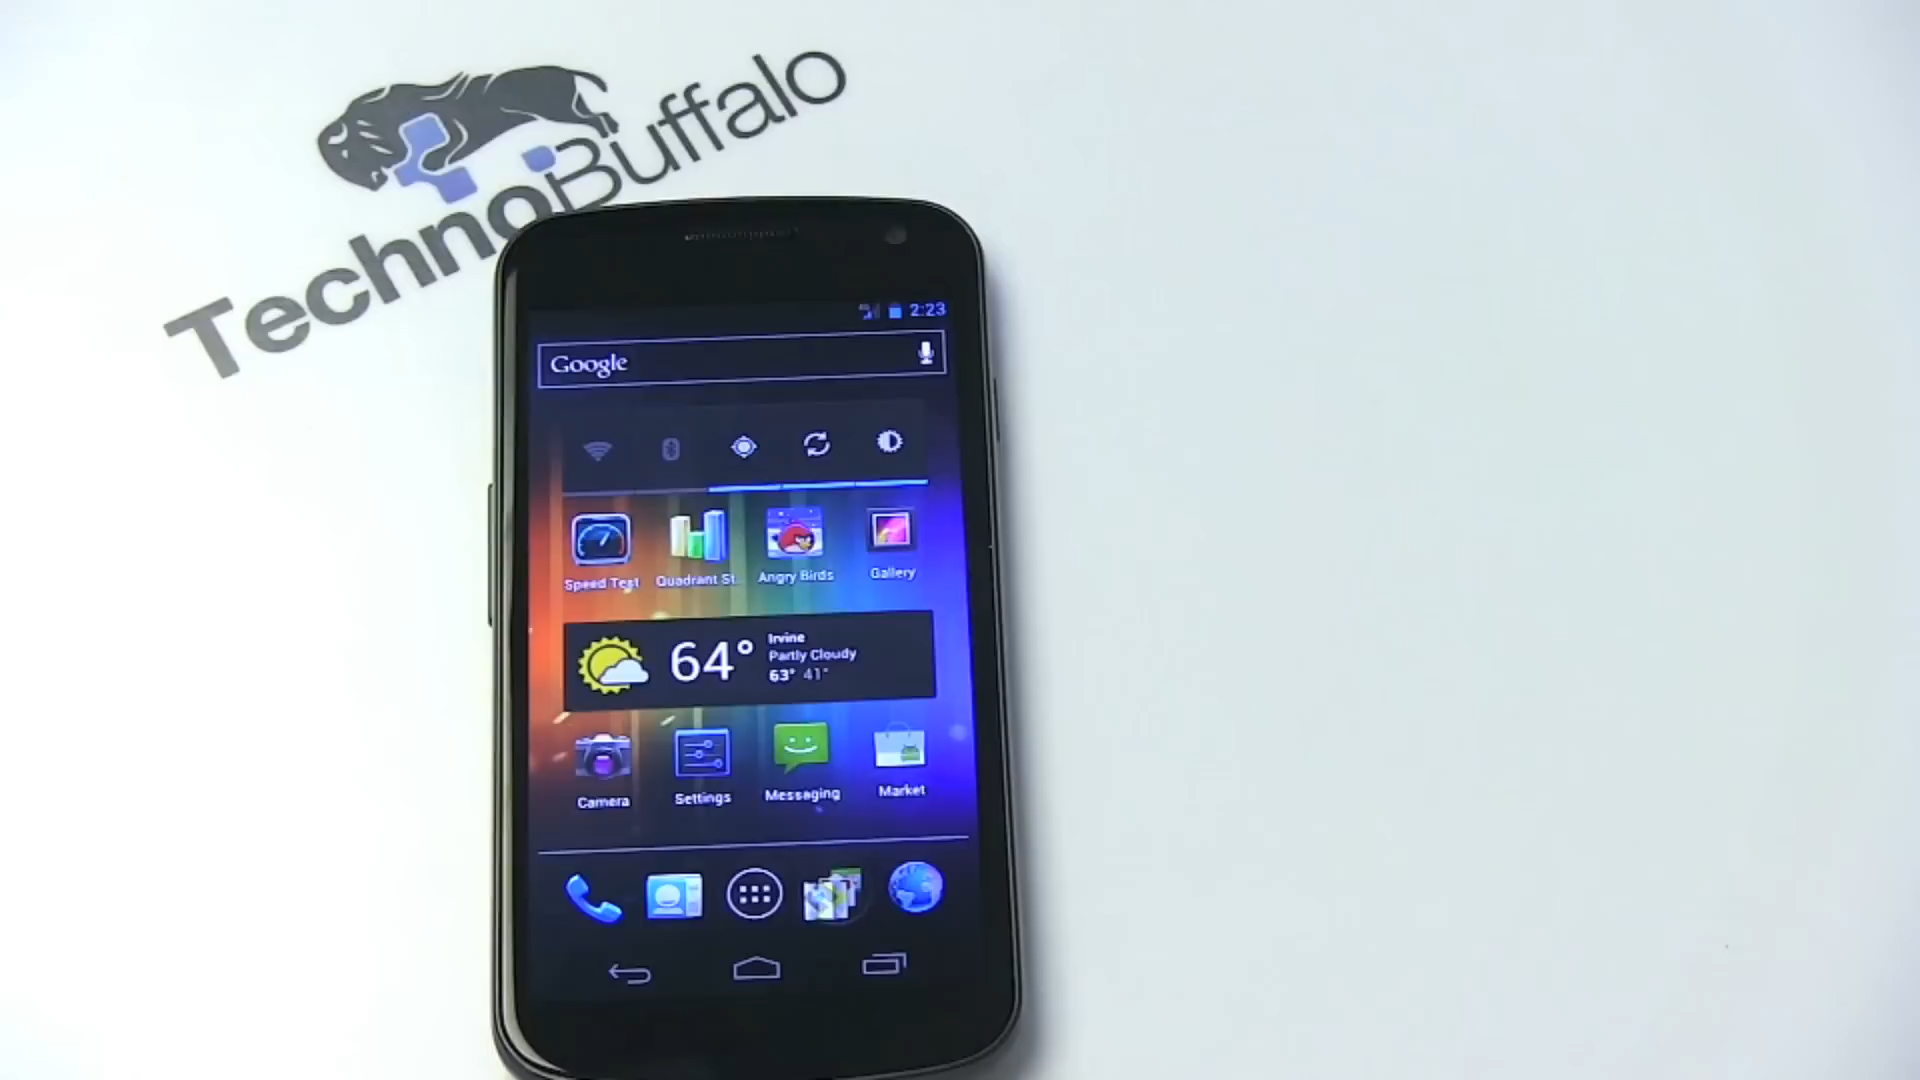 TechnoBuffalo
2:23
Google
Speed Test Quadrant St.. Angry Birds Gallery
64° Irvine
Partly Cloudy
63° 41°
Camera Settings Messaging Market